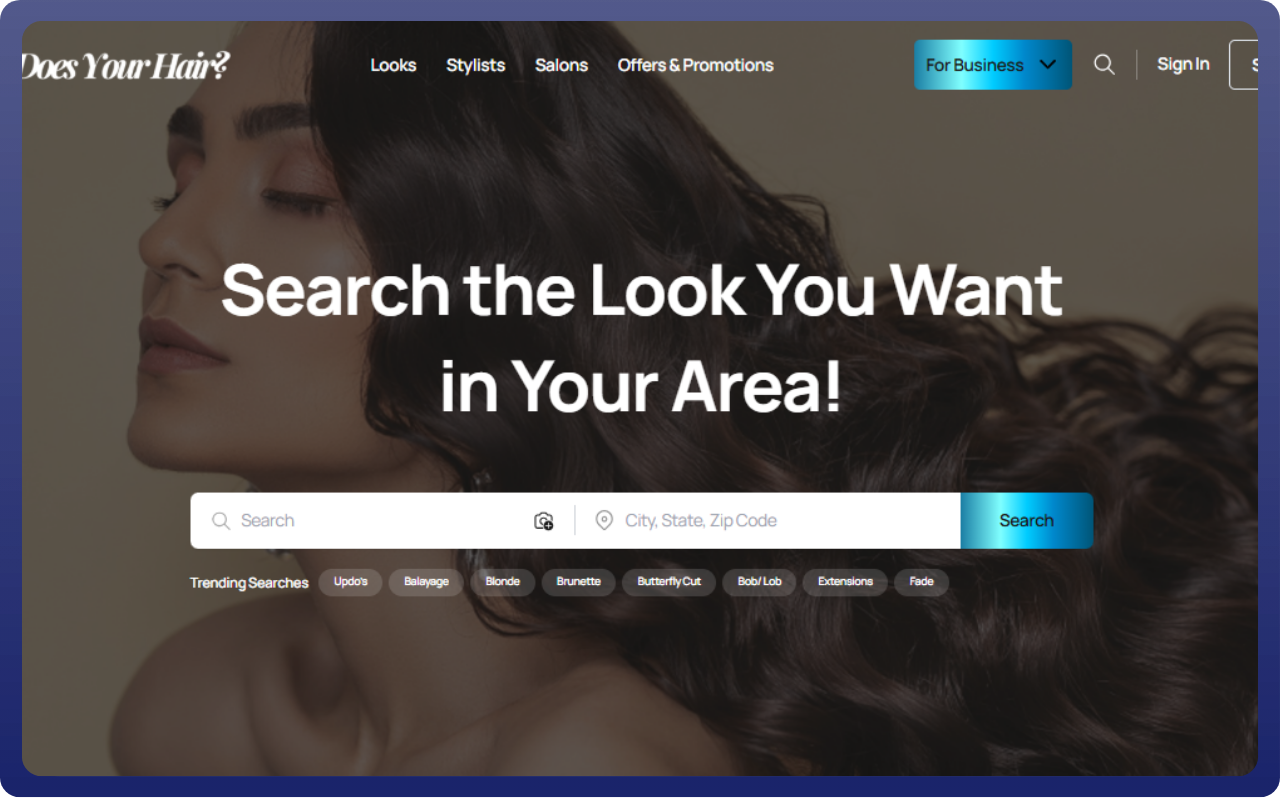 Does Your Hair?
Looks
Stylists
Salons
Offers & Promotions
For Business
Sign In
Search the Look You Want
in Your Area!
Search
City, State, Zip Code
Search
Trending Searches
Updo's
Balayage
Blonde
Brunette
Butterfly Cut
Bob/ Lob
Extensions
Fade